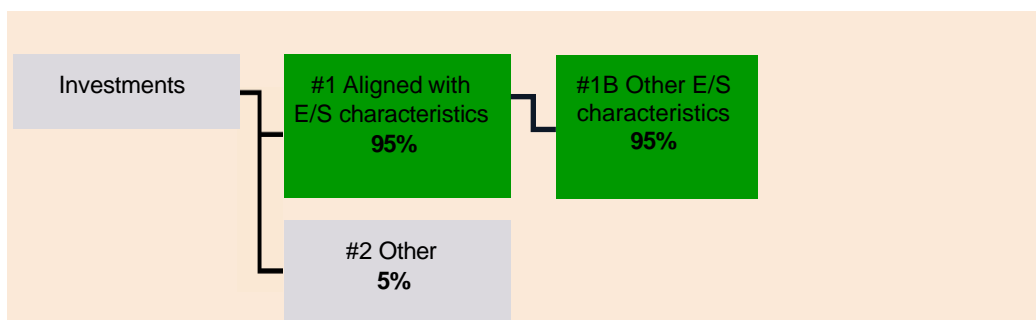 Investments
#1 Aligned with
E/S characteristics
95%
#1B Other E/S
characteristics
95%
#2 Other
5%